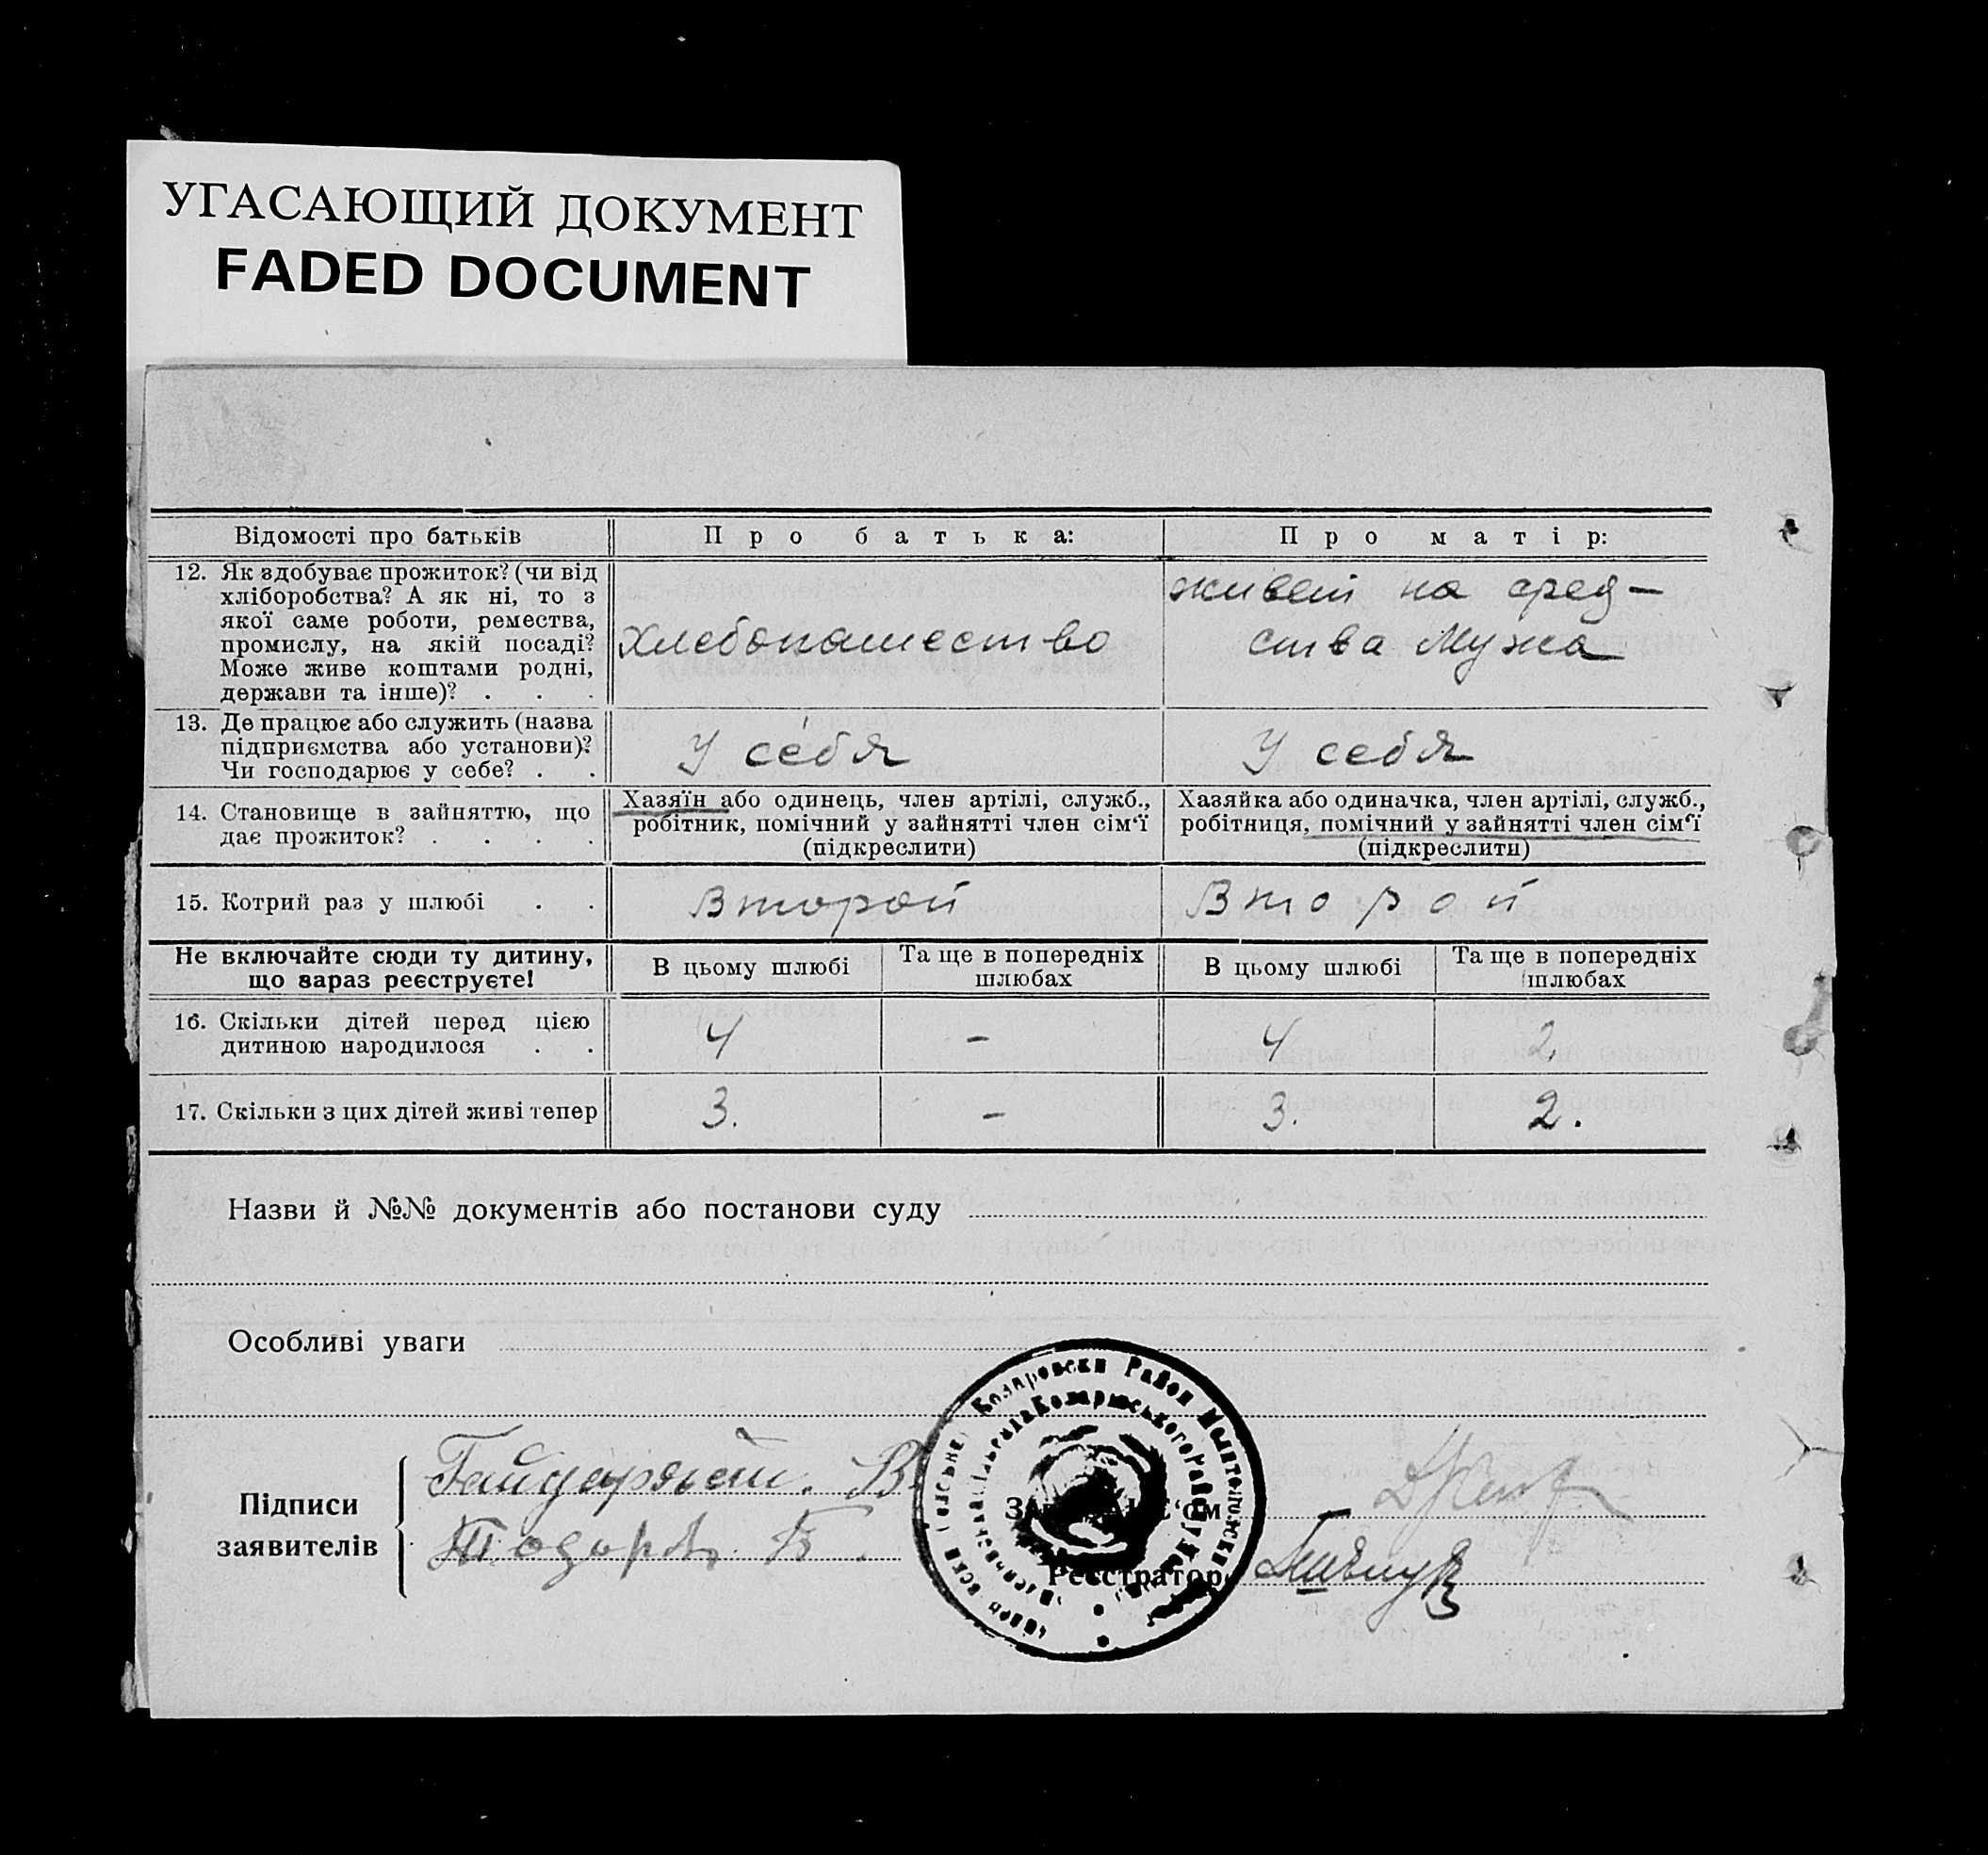 УГАСАЮЩИЙ ДОКУМЕНТ
FADED DOCUMENT
Відомості про батьків
Про батька:
Про матір:
12. Як здобуває прожиток? (чи від
хліборобства? А як ні, то з
якої саме роботи, ремества,
промислу, на якій посаді?
Може живе коштами родні,
держави та інше)? . . .
Хлебопашество
живет на сред-
ства Мужа
13. Де працює або служить (назва
підприємства або установи)?
Чи господарює у себе? . .
У себя
У себя
14. Становище в зайняттю, що
дає прожиток? . . . .
Хазяїн або одинець, член артілі, служб.,
робітник, помічний у зайнятті член сім‘ї
(підкреслити)
Хазяйка або одиначка, член артілі, служб.,
робітниця, помічний у зайнятті член сім‘ї
(підкреслити)
15. Котрий раз у шлюбі . .
Второй
Второй
Не включайте сюди ту дитину,
що зараз реєструєте!
В цьому шлюбі
Та ще в попередніх
шлюбах
В цьому шлюбі
Та ще в попередніх
шлюбах
16. Скільки дітей перед цією
дитиною народилося . .
4
-
4
2
17. Скільки з цих дітей живі тепер
3.
-
3.
2.
Назви й №№ документів або постанови суду
Особливі уваги
Підписи
заявителів
В.
Тодоров
Реєстратор